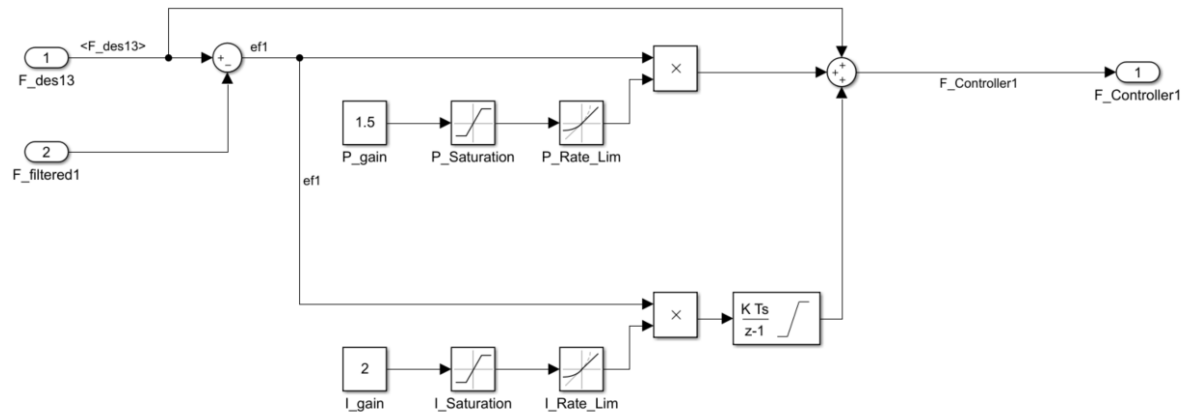 <F_des13>
1
F_des13
+
−
ef1
2
F_filtered1
ef1
1.5
P_gain
P_Saturation
P_Rate_Lim
×
+
+
+
F_Controller1
1
F_Controller1
2
I_gain
I_Saturation
I_Rate_Lim
×
K Ts
z-1